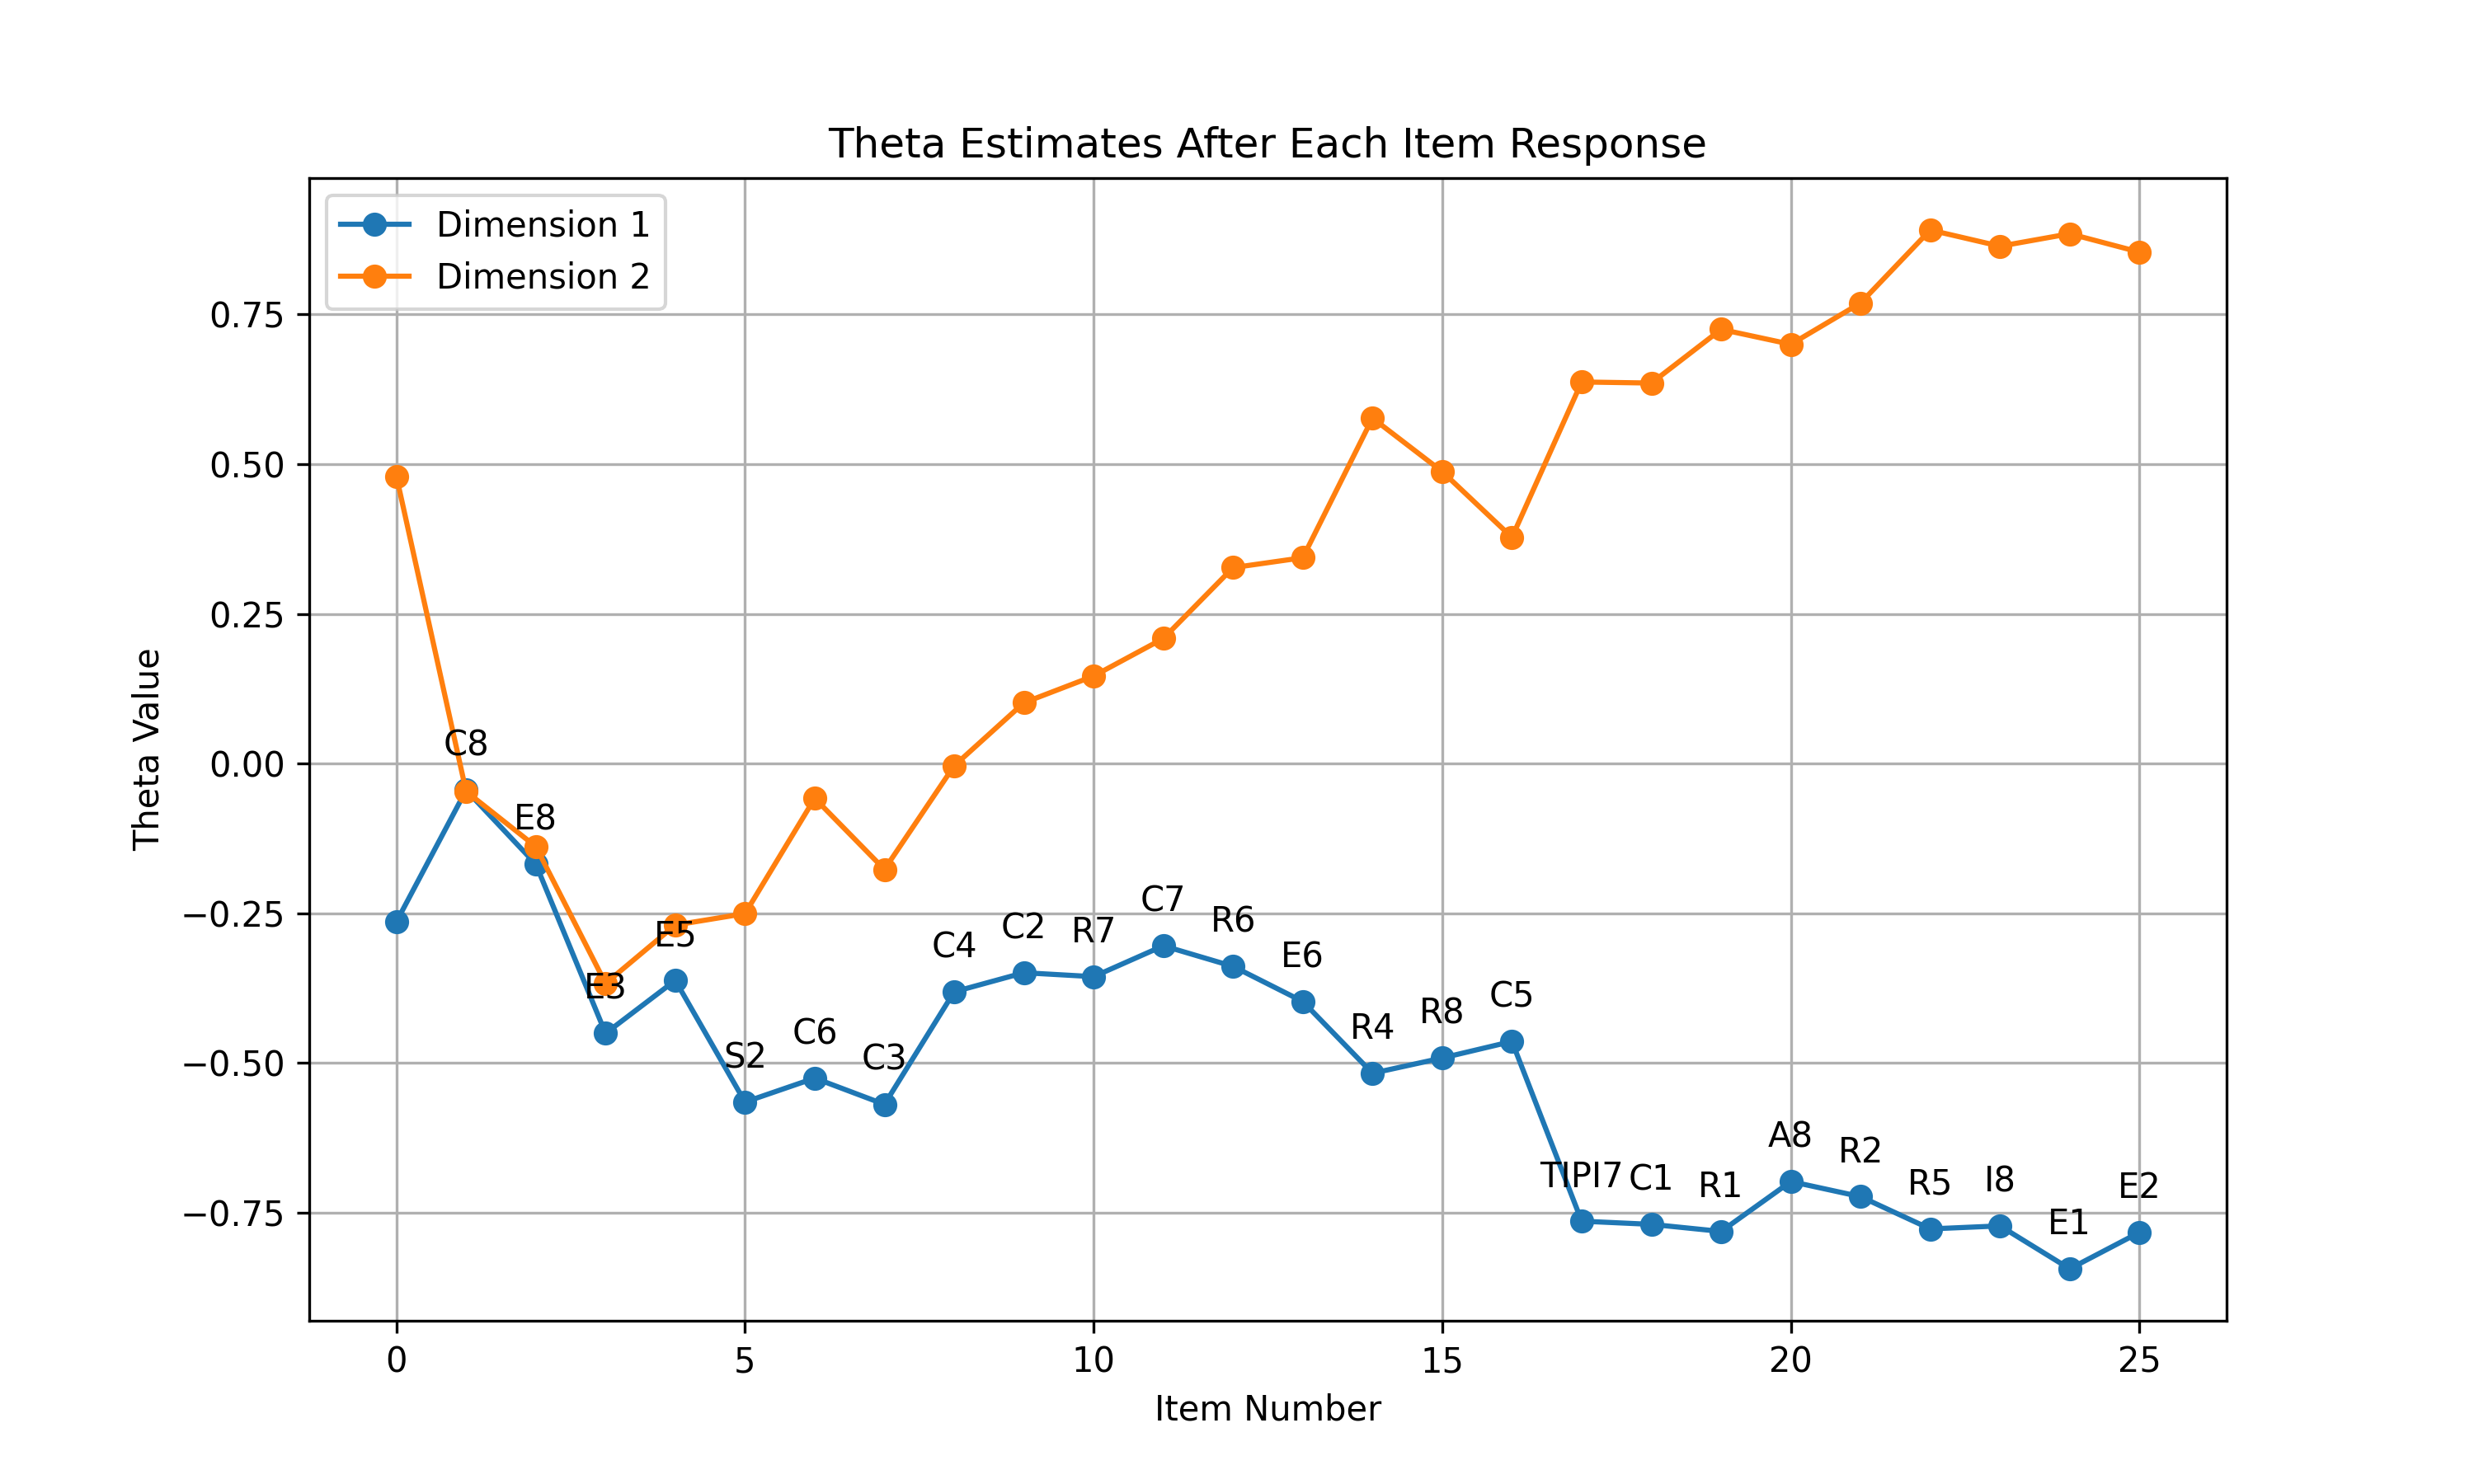 Theta Estimates After Each Item Response
Dimension 1
Dimension 2
Theta Value
0.75
0.50
0.25
0.00
−0.25
−0.50
−0.75
C8
E8
E3
E5
S2
C6
C3
C4
C2
R7
C7
R6
E6
R4
R8
C5
TIPI7
C1
R1
A8
R2
R5
I8
E1
E2
0 5 10 15 20 25
Item Number